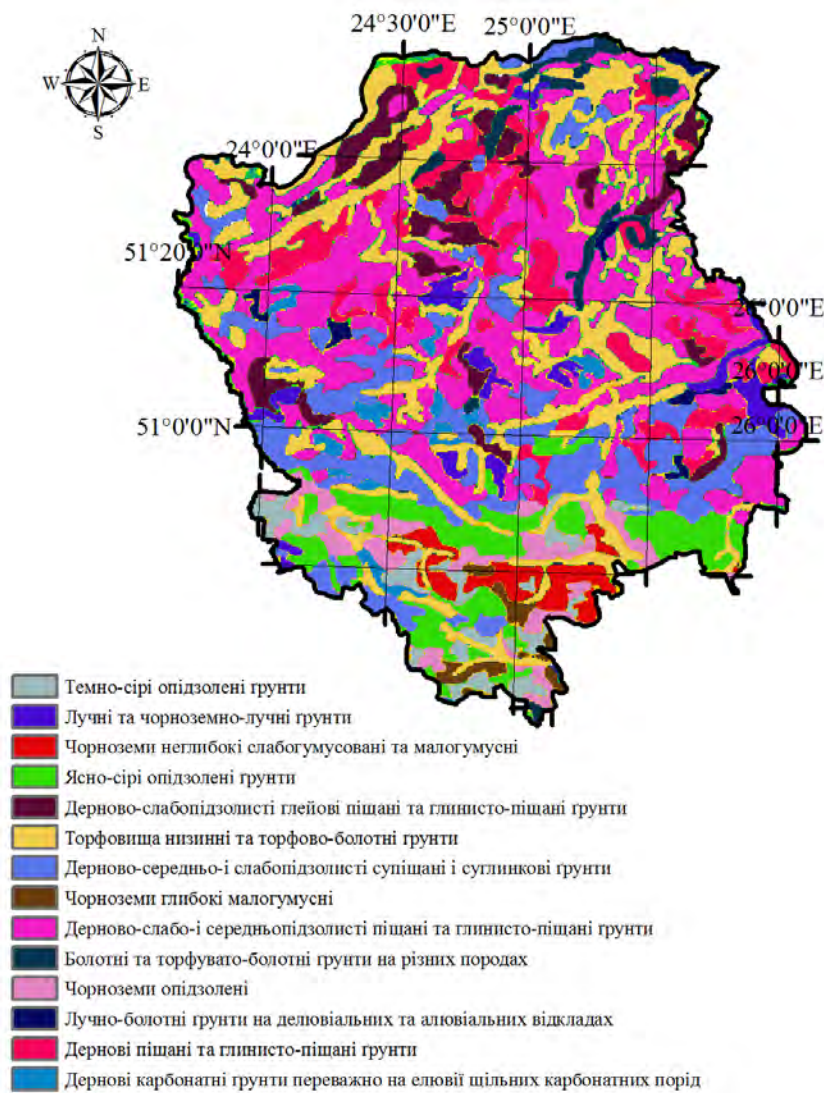 24°30'0"E 25°0'0"E
N
W E
S
24°0'0"E
51°20'0"N
26°0'0"E
26°0'0"E
51°0'0"N
26°0'0"E
Темно-сірі опідзолені ґрунти
Лучні та чорноземно-лучні ґрунти
Чорноземи неглибокі слабогумусовані та малогумусні
Ясно-сірі опідзолені ґрунти
Дерново-слабопідзолисті глейові піщані та глинисто-піщані ґрунти
Торфовища низинні та торфово-болотні ґрунти
Дерново-середньо-і слабопідзолисті супіщані і суглинкові ґрунти
Чорноземи глибокі малогумусні
Дерново-слабо-і середньопідзолисті піщані та глинисто-піщані ґрунти
Болотні та торфувато-болотні ґрунти на різних породах
Чорноземи опідзолені
Лучно-болотні ґрунти на делювіальних та алювіальних відкладах
Дернові піщані та глинисто-піщані ґрунти
Дернові карбонатні ґрунти переважно на елювії щільних карбонатних порід